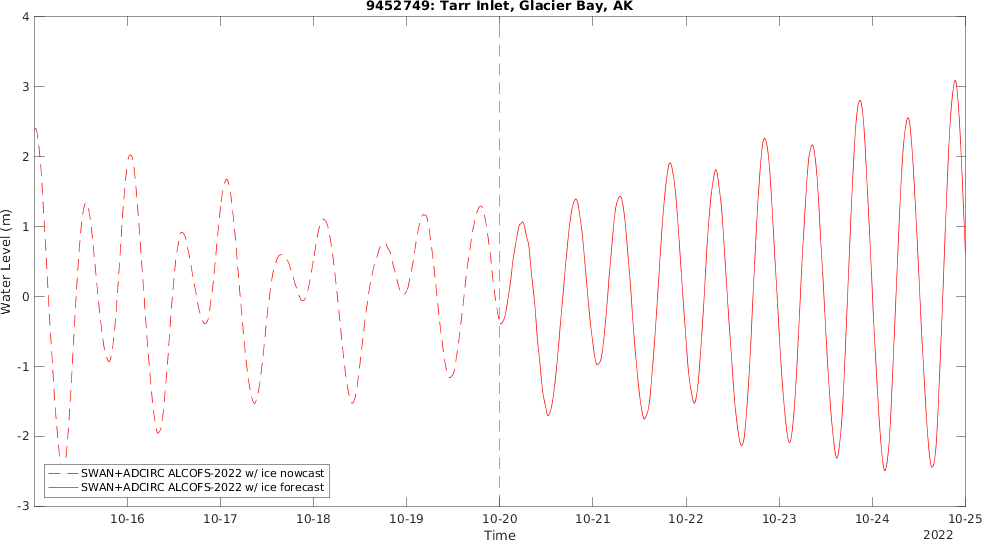 9452749: Tarr Inlet, Glacier Bay, AK
4
3
2
1
0
-1
-2
-3
Water Level (m)
SWAN+ADCIRC ALCOFS-2022 w/ ice nowcast
SWAN+ADCIRC ALCOFS-2022 w/ ice forecast
10-16 10-17 10-18 10-19 10-20 10-21 10-22 10-23 10-24 10-25
Time
2022